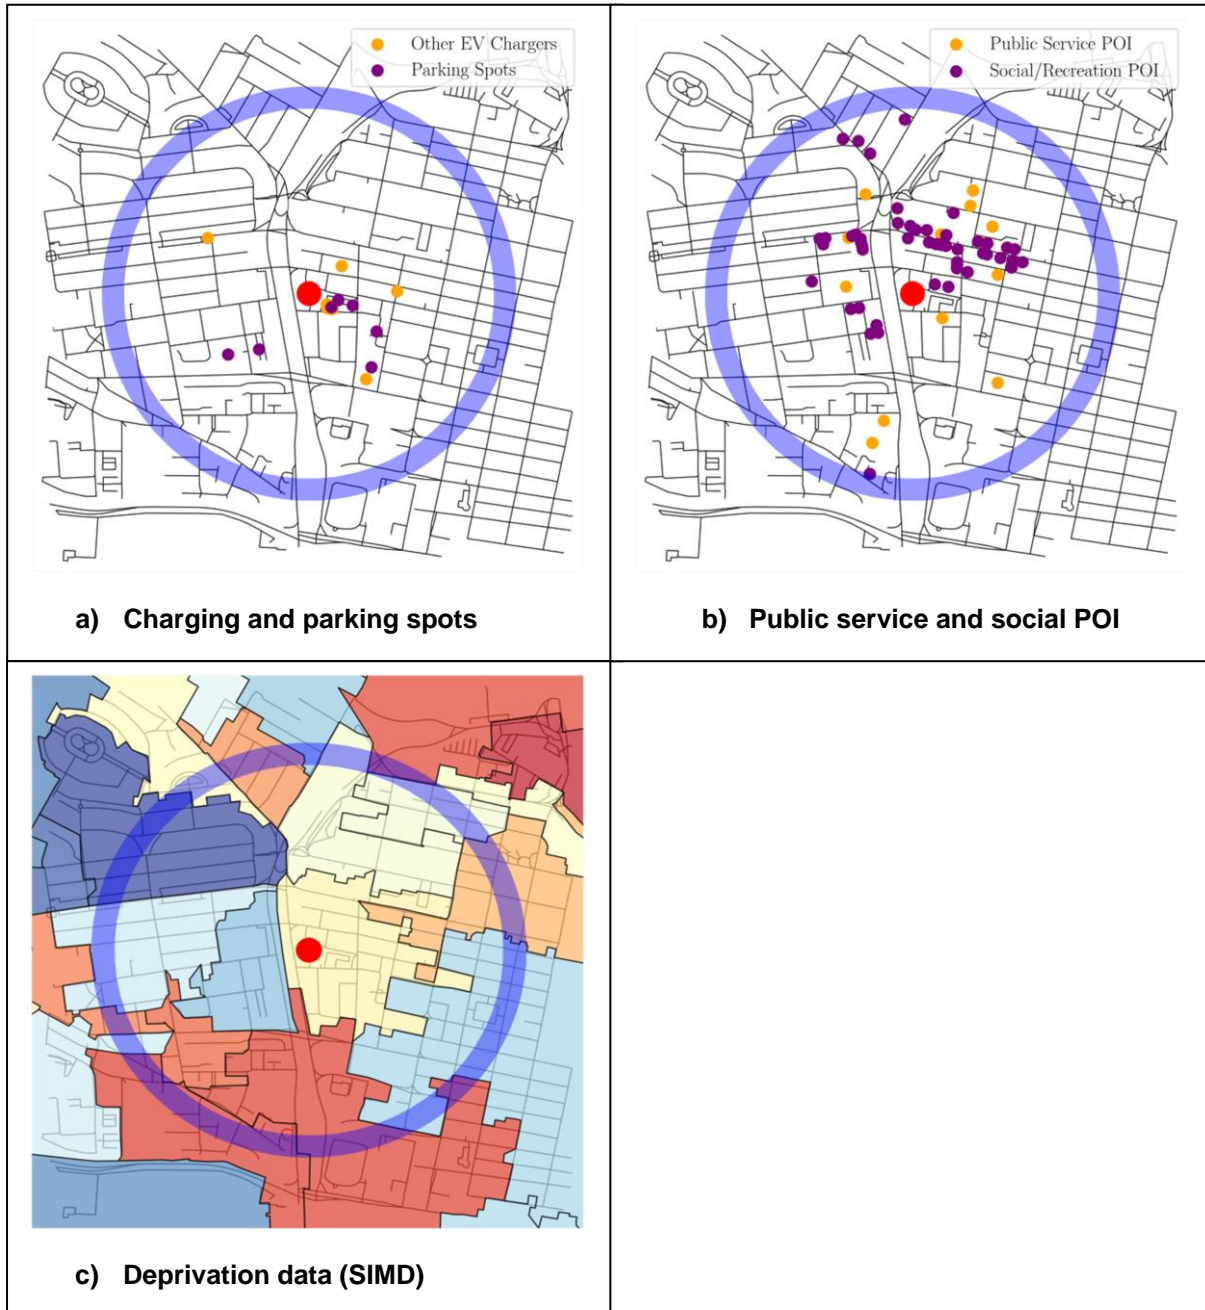 Other EV Chargers
Parking Spots
Public Service POI
Social/Recreation POI
a) Charging and parking spots
b) Public service and social POI
c) Deprivation data (SIMD)